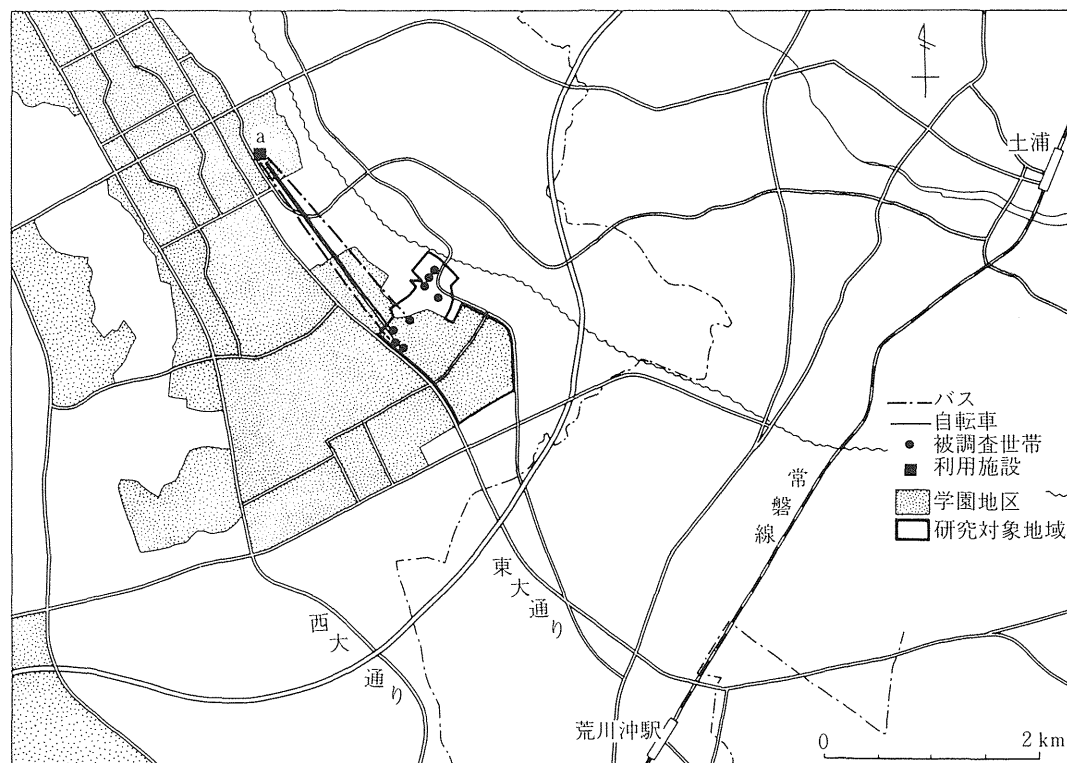 a
土浦
バス
自転車
被調査世帯
利用施設
学園地区
研究対象地域
常磐線
東大通り
西大通り
荒川沖駅
0 2km